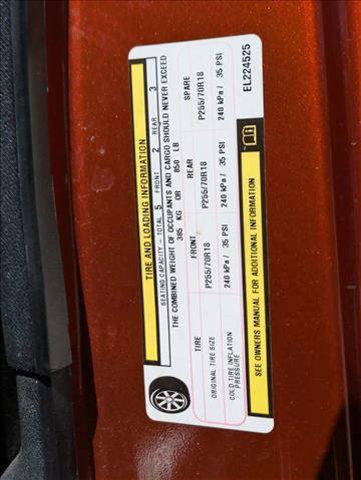 TIRE AND LOADING INFORMATION
SEATING CAPACITY - TOTAL 5 FRONT 2 REAR 3
THE COMBINED WEIGHT OF OCCUPANTS AND CARGO SHOULD NEVER EXCEED
385 KG OR 850 LB
TIRE FRONT REAR SPARE
ORIGINAL TIRE SIZE P255/70R18 P255/70R18 P255/70R18
COLD TIRE INFLATION PRESSURE 240 kPa / 35 PSI 240 kPa / 35 PSI 240 kPa / 35 PSI
SEE OWNERS MANUAL FOR ADDITIONAL INFORMATION
EL224525